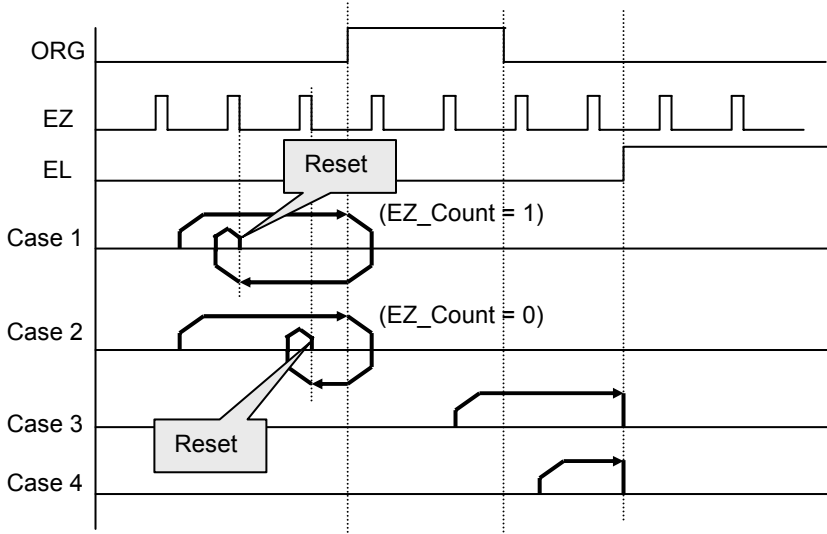 ORG
EZ
EL
Reset
Case 1
(EZ_Count = 1)
Case 2
(EZ_Count = 0)
Case 3
Reset
Case 4